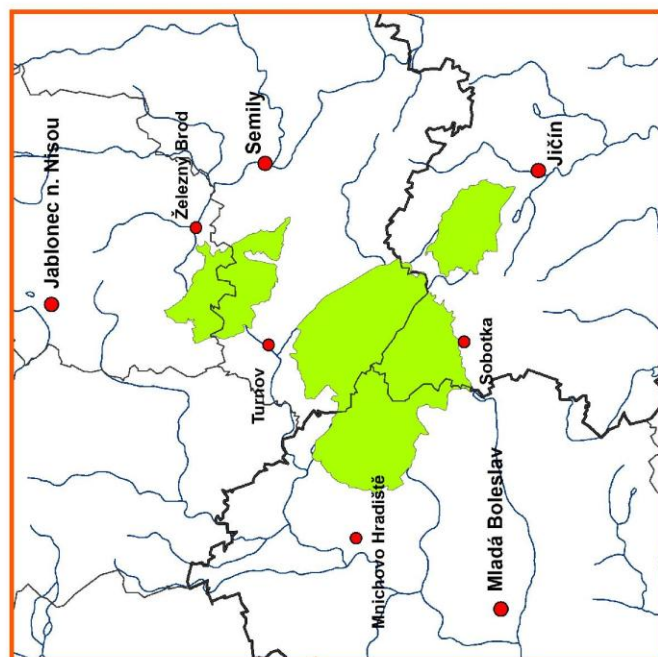 Jablonec n. Nisou
Železný Brod
Semily
Turnov
Jičín
Sobotka
Mnichovo Hradiště
Mladá Boleslav